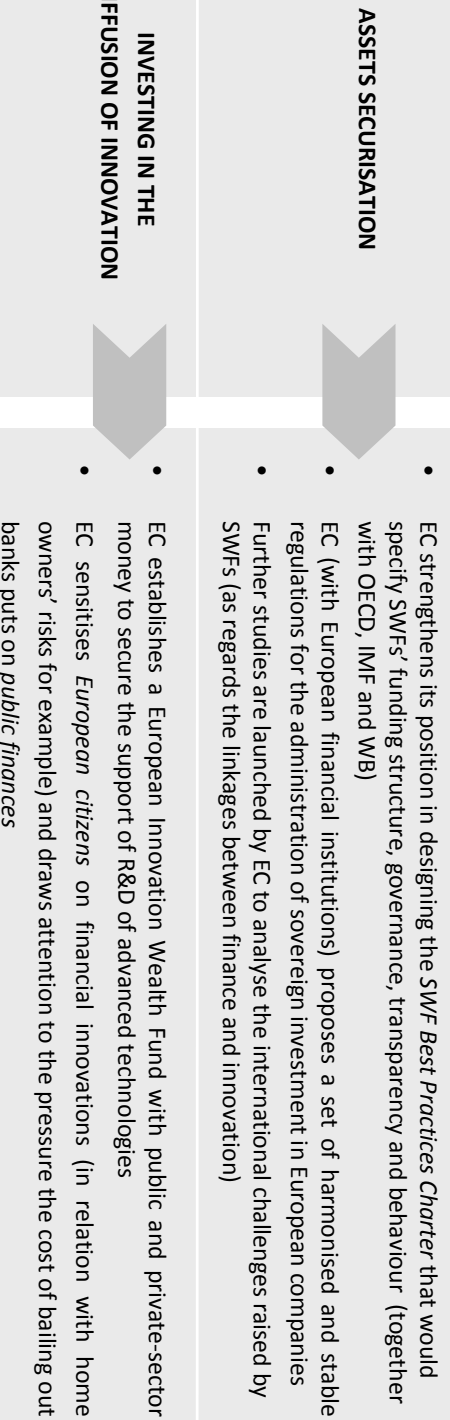 ASSETS SECURISATION
• EC strengthens its position in designing the SWF Best Practices Charter that would
specify SWFs' funding structure, governance, transparency and behaviour (together
with OECD, IMF and WB)
• EC (with European financial institutions) proposes a set of harmonised and stable
regulations for the administration of sovereign investment in European companies
• Further studies are launched by EC to analyse the international challenges raised by
SWFs (as regards the linkages between finance and innovation)
INVESTING IN THE
IFFUSION OF INNOVATION
• EC establishes a European Innovation Wealth Fund with public and private-sector
money to secure the support of R&D of advanced technologies
• EC sensitises European citizens on financial innovations (in relation with home
owners' risks for example) and draws attention to the pressure the cost of bailing out
banks puts on public finances